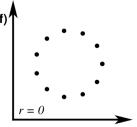 f)
r = 0